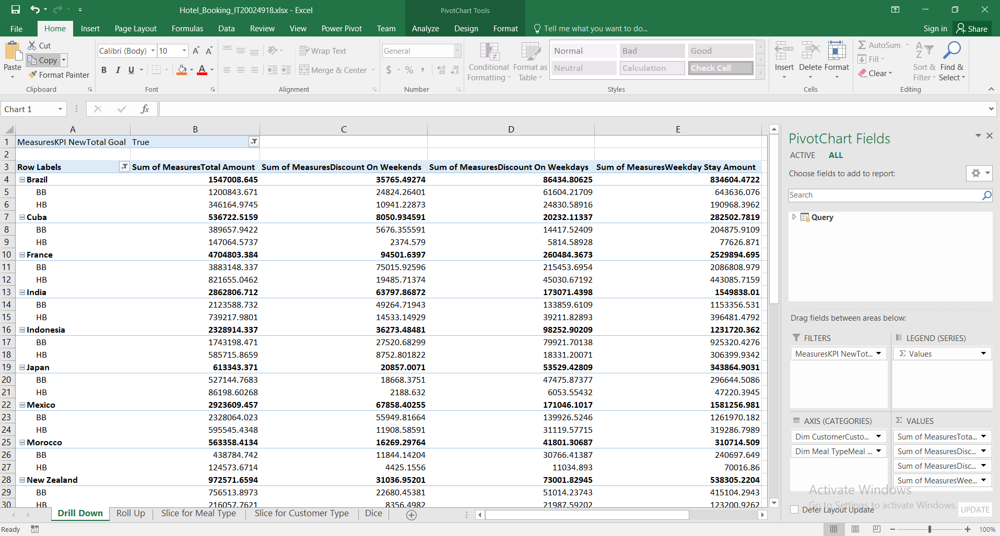 Hotel_Booking_IT20024918.xlsx - Excel
PivotChart Tools
File Home Insert Page Layout Formulas Data Review View Power Pivot Team Analyze Design Format Tell me what you want to do... Sign in Share
Paste
Cut
Copy
Format Painter
Clipboard
Calibri (Body) 10 A A
B I U A
Font
Wrap Text
Merge & Center
Alignment
General
$ % ,
Number
Conditional Formatting
Format as Table
Normal Bad Good
Neutral Calculation Check Cell
Styles
Insert Delete Format
Cells
AutoSum
Fill
Clear
Sort & Filter
Find & Select
Editing
Chart 1 fx
A B C D E
1 MeasuresKPI NewTotal Goal True
2
3 Row Labels Sum of MeasuresTotal Amount Sum of MeasuresDiscount On Weekends Sum of MeasuresDiscount On Weekdays Sum of MeasuresWeekday Stay Amount
4 Brazil 1547008.645 35765.49274 86434.80625 834604.4722
5 BB 1200843.671 24824.26401 61604.21709 643636.076
6 HB 346164.9745 10941.22873 24830.58916 190968.3962
7 Cuba 536722.5159 8050.934591 20232.11337 282502.7819
8 BB 389657.9422 5676.355591 14417.52409 204875.9109
9 HB 147064.5737 2374.579 5814.58928 77626.871
10 France 4704803.384 94501.6397 260484.3673 2529894.695
11 BB 3883148.337 75015.92596 215453.6954 2086808.979
12 HB 821655.0462 19485.71374 45030.67192 443085.7159
13 India 2862806.712 63797.86872 173071.4398 1549838.01
14 BB 2123588.732 49264.71943 133859.6109 1153356.531
15 HB 739217.9801 14533.14929 39211.82893 396481.4792
16 Indonesia 2328914.337 36273.48481 98252.90209 1231720.362
17 BB 1743198.471 27520.68299 79921.70138 925320.4276
18 HB 585715.8659 8752.801822 18331.20071 306399.9342
19 Japan 613343.371 20857.0071 53529.42809 343864.9031
20 BB 527144.7683 18668.3751 47475.87377 296644.5086
21 HB 86198.60268 2188.632 6053.55432 47220.3945
22 Mexico 2923609.457 67858.40255 171046.1017 1581256.981
23 BB 2328064.023 55949.81664 139926.5246 1261970.182
24 HB 595545.4348 11908.58591 31119.57715 319286.7989
25 Morocco 563358.4134 16269.29764 41801.30687 310714.509
26 BB 438784.742 11844.14204 30766.41387 240697.649
27 HB 124573.6714 4425.1556 11034.893 70016.86
28 New Zealand 972571.6594 31036.95201 73001.82945 538305.2204
29 BB 756513.8973 22680.45381 51014.23743 415104.2943
30 HB 216057.7621 8356.4982 21987.59202 123200.9262
Drill Down Roll Up Slice for Meal Type Slice for Customer Type Dice
Ready
100%
PivotChart Fields
ACTIVE ALL
Choose fields to add to report:
Search
Query
Drag fields between areas below:
FILTERS
MeasuresKPI NewTot...
LEGEND (SERIES)
Σ Values
AXIS (CATEGORIES)
Dim CustomerCusto...
Dim Meal TypeMeal ...
Σ VALUES
Sum of MeasuresTota...
Sum of MeasuresDisc...
Sum of MeasuresDisc...
Sum of MeasuresWee...
Activate Windows
Go to Settings to activate Windows.
Defer Layout Update UPDATE